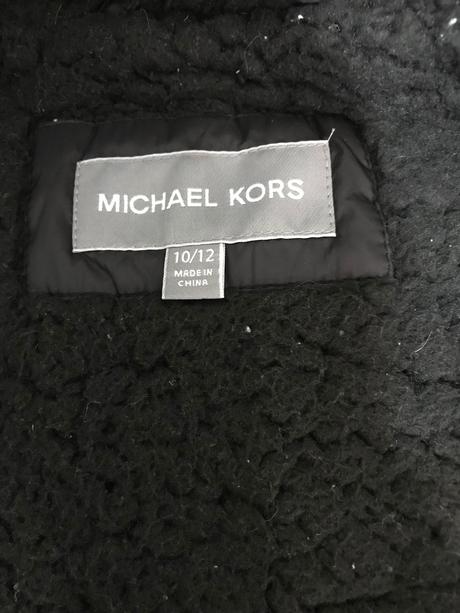 MICHAEL KORS
10/12
MADE IN
CHINA